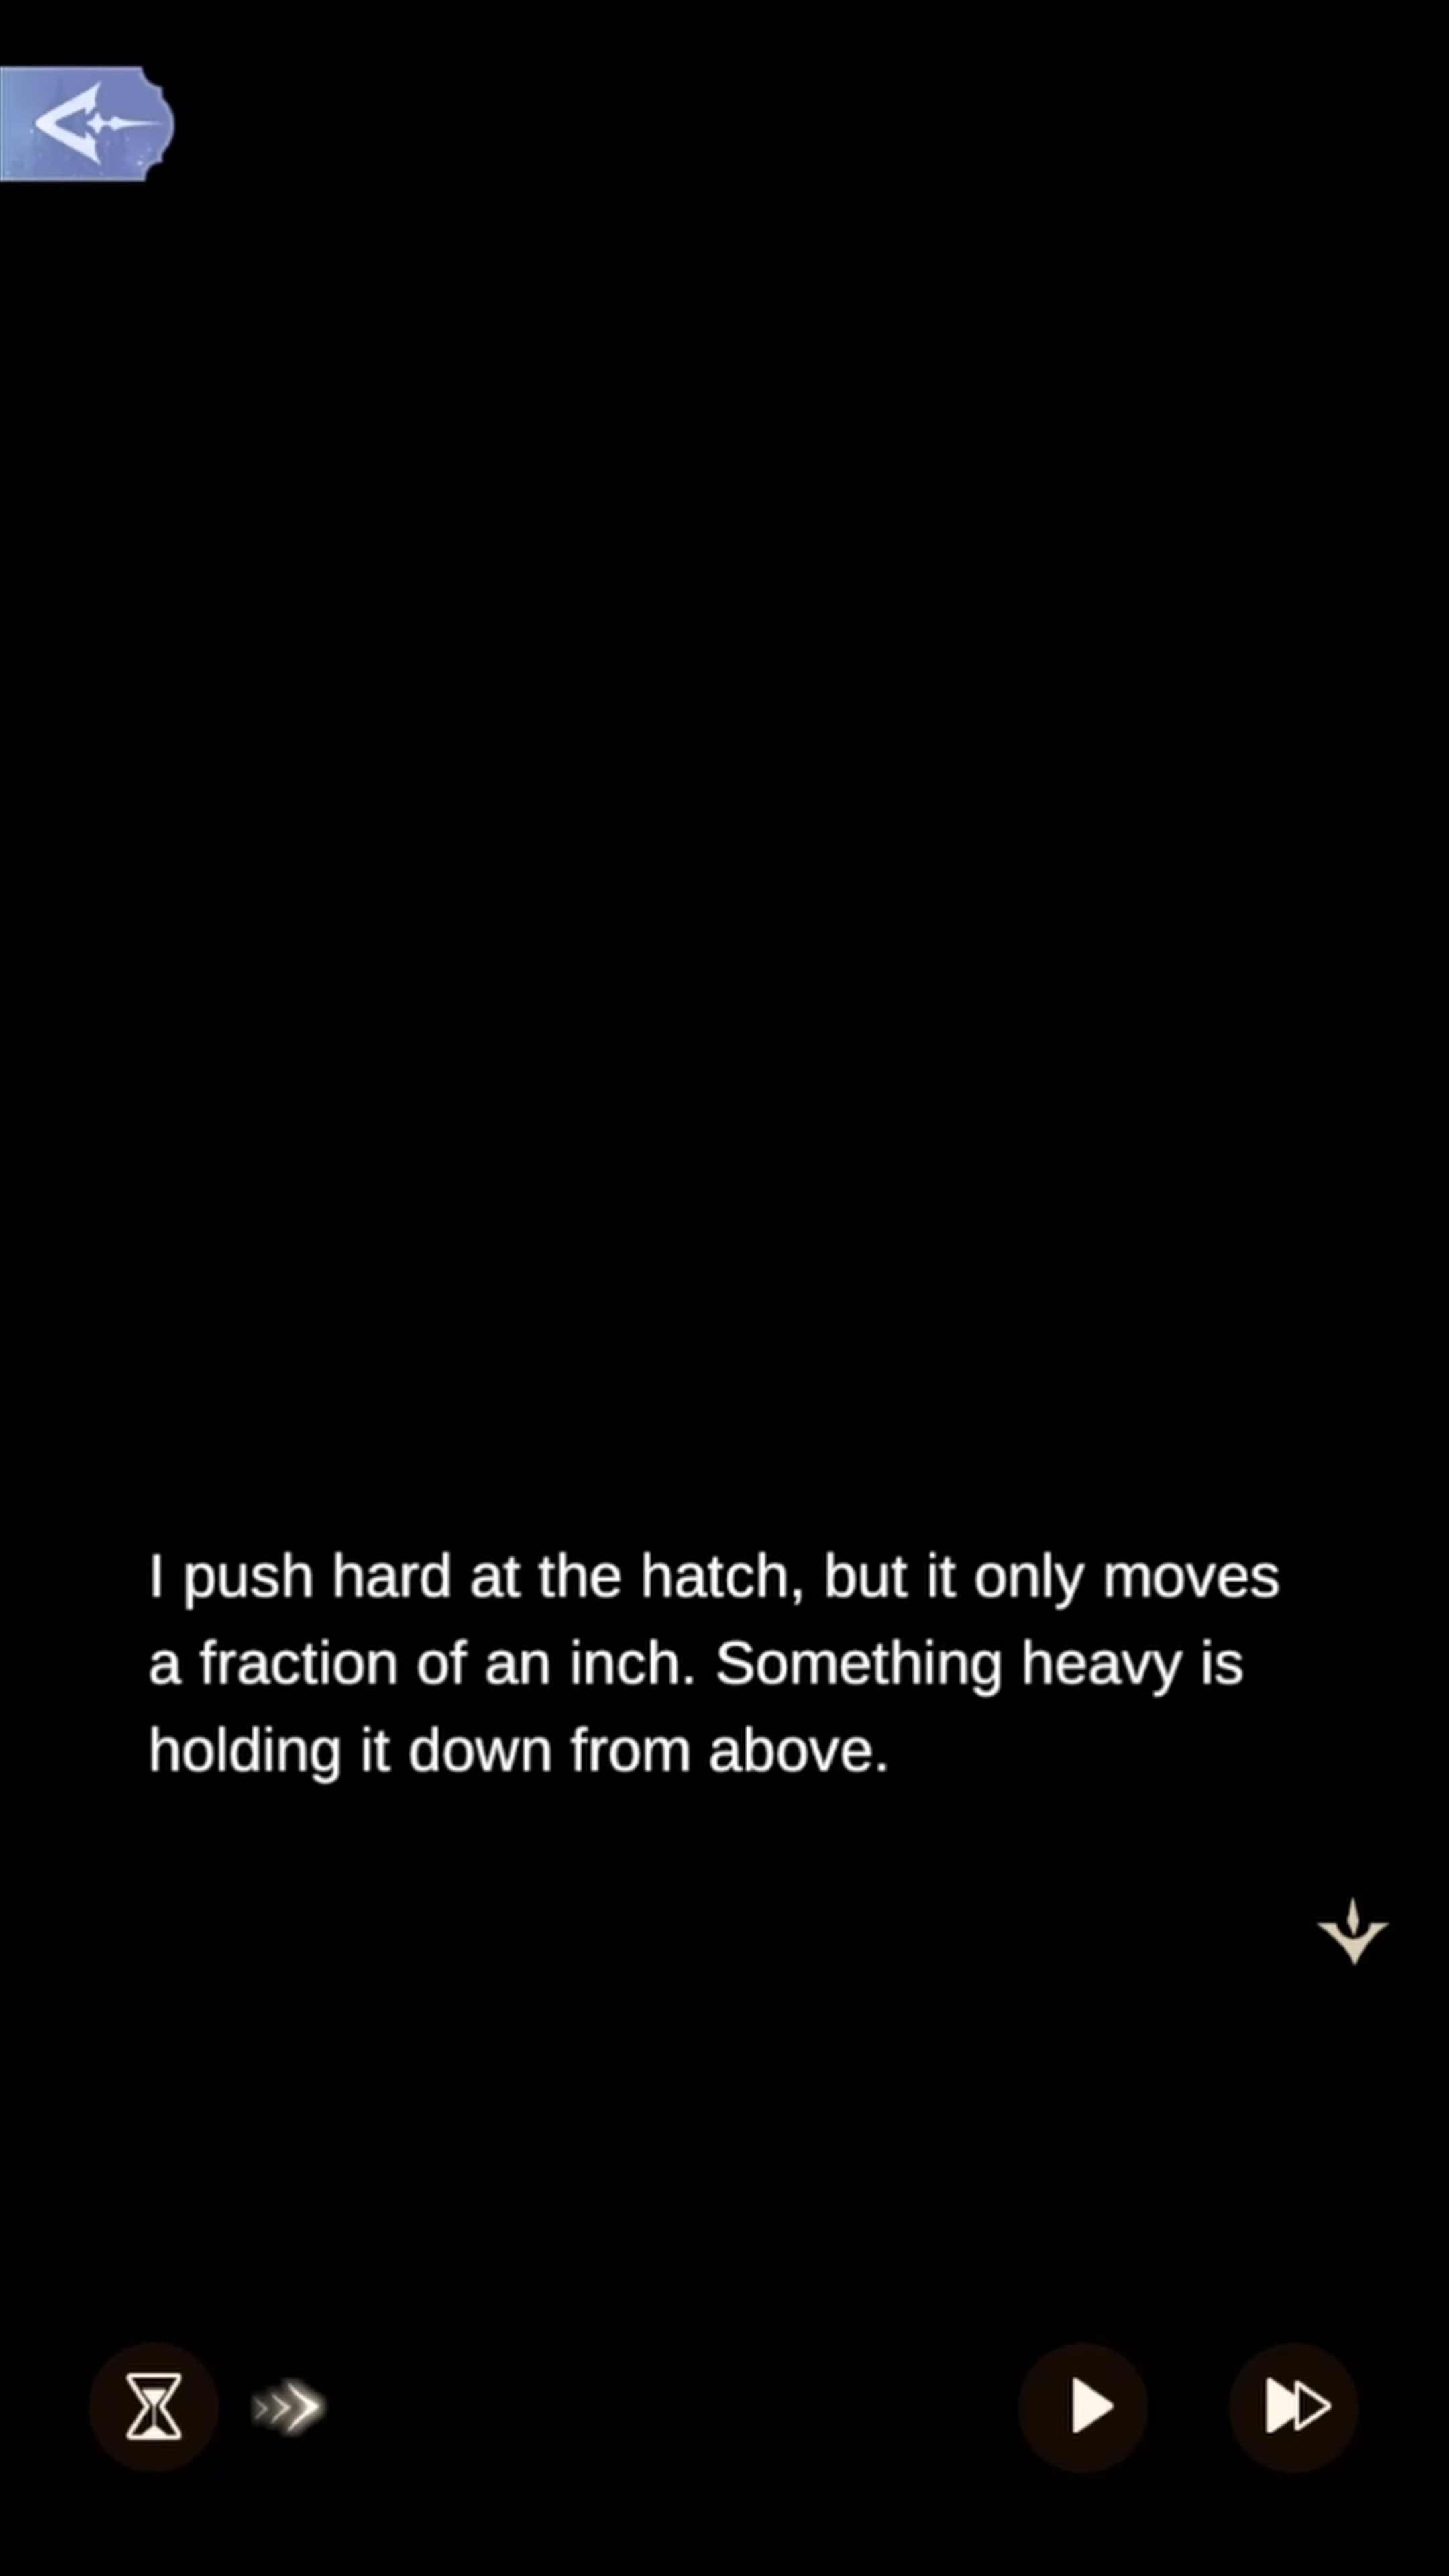 I push hard at the hatch, but it only moves
a fraction of an inch. Something heavy is
holding it down from above.